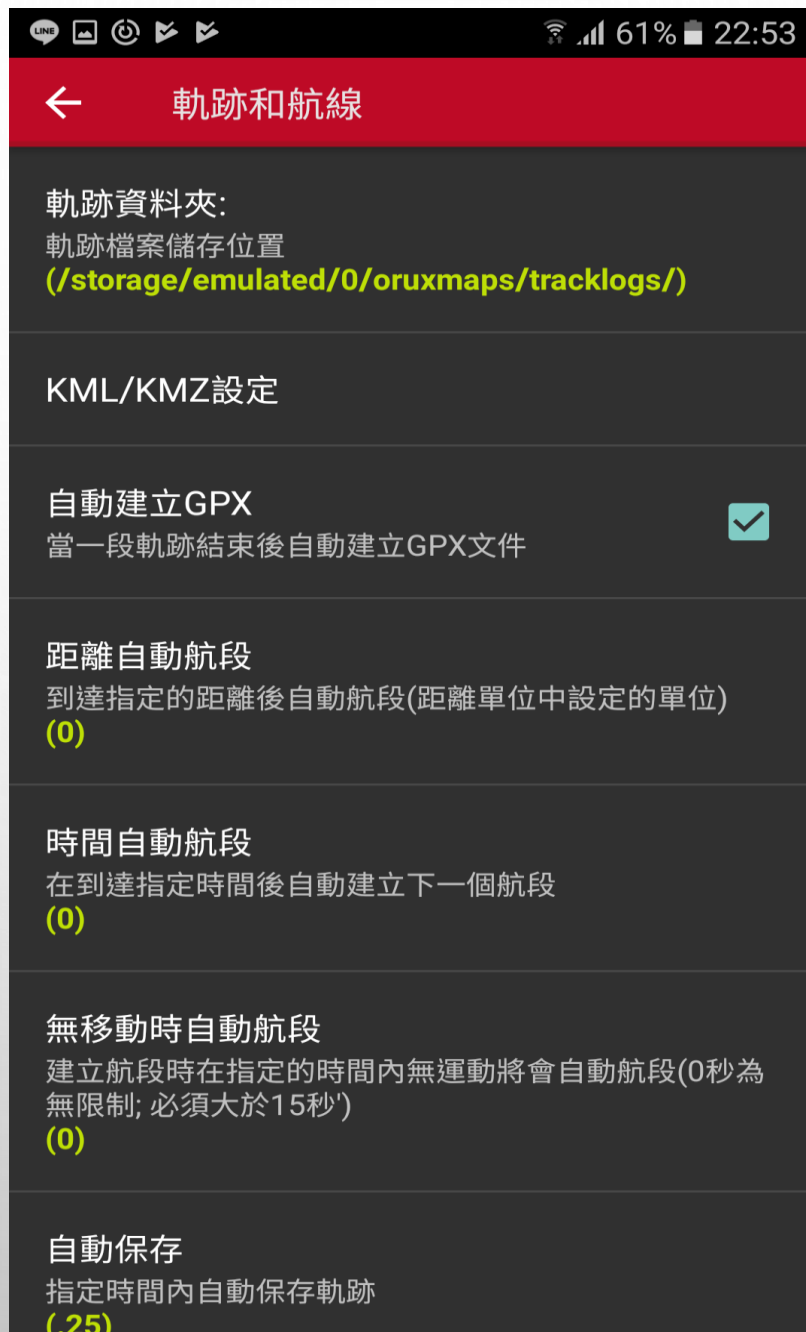 LINE
61% 22:53
軌跡和航線
軌跡資料夾:
軌跡檔案儲存位置
(/storage/emulated/0/oruxmaps/tracklogs/)
KML/KMZ設定
自動建立GPX
當一段軌跡結束後自動建立GPX文件
距離自動航段
到達指定的距離後自動航段(距離單位中設定的單位)
(0)
時間自動航段
在到達指定時間後自動建立下一個航段
(0)
無移動時自動航段
建立航段時在指定的時間內無運動將會自動航段(0秒為
無限制; 必須大於15秒')
(0)
自動保存
指定時間內自動保存軌跡
(.25)